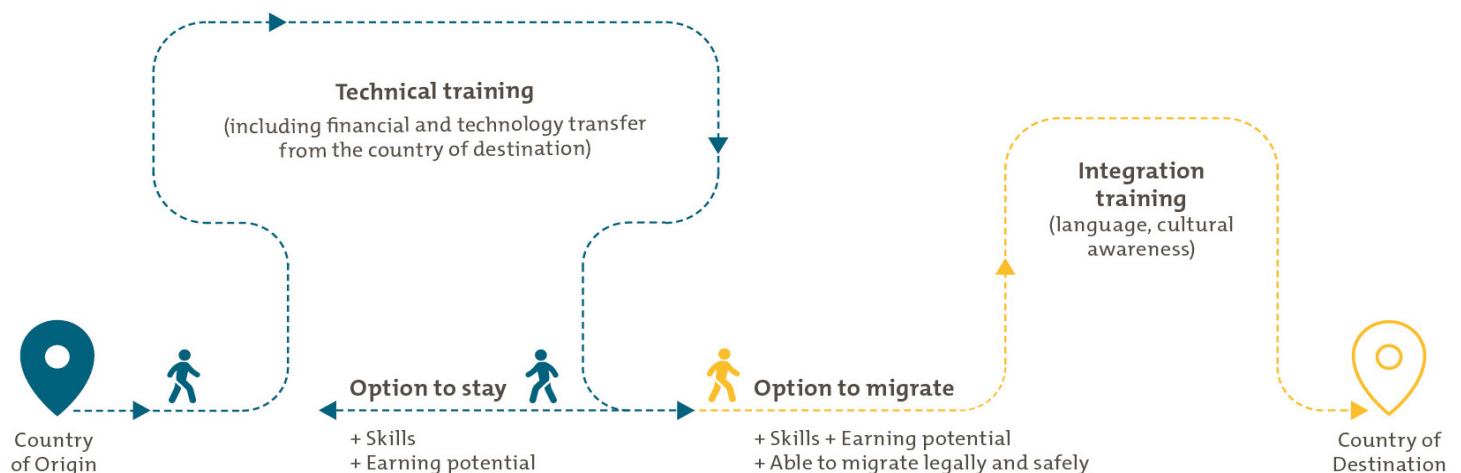 Technical training
(including financial and technology transfer
from the country of destination)
Integration
training
(language, cultural
awareness)
Option to stay
Option to migrate
Country
of Origin
+ Skills
+ Earning potential
+ Skills + Earning potential
+ Able to migrate legally and safely
Country of
Destination